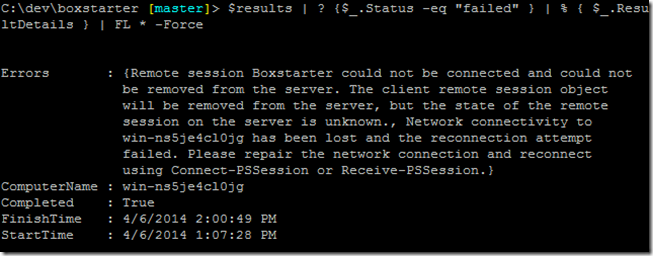 C:\dev\boxstarter [master]> $results | ? {$_.Status -eq "failed" } | % { $_.Resu
ltDetails } | FL * -Force
Errors : {Remote session Boxstarter could not be connected and could not
be removed from the server. The client remote session object
will be removed from the server, but the state of the remote
session on the server is unknown., Network connectivity to
win-ns5je4cl0jg has been lost and the reconnection attempt
failed. Please repair the network connection and reconnect
using Connect-PSSession or Receive-PSSession.}
ComputerName : win-ns5je4cl0jg
Completed : True
FinishTime : 4/6/2014 2:00:49 PM
StartTime : 4/6/2014 1:07:28 PM